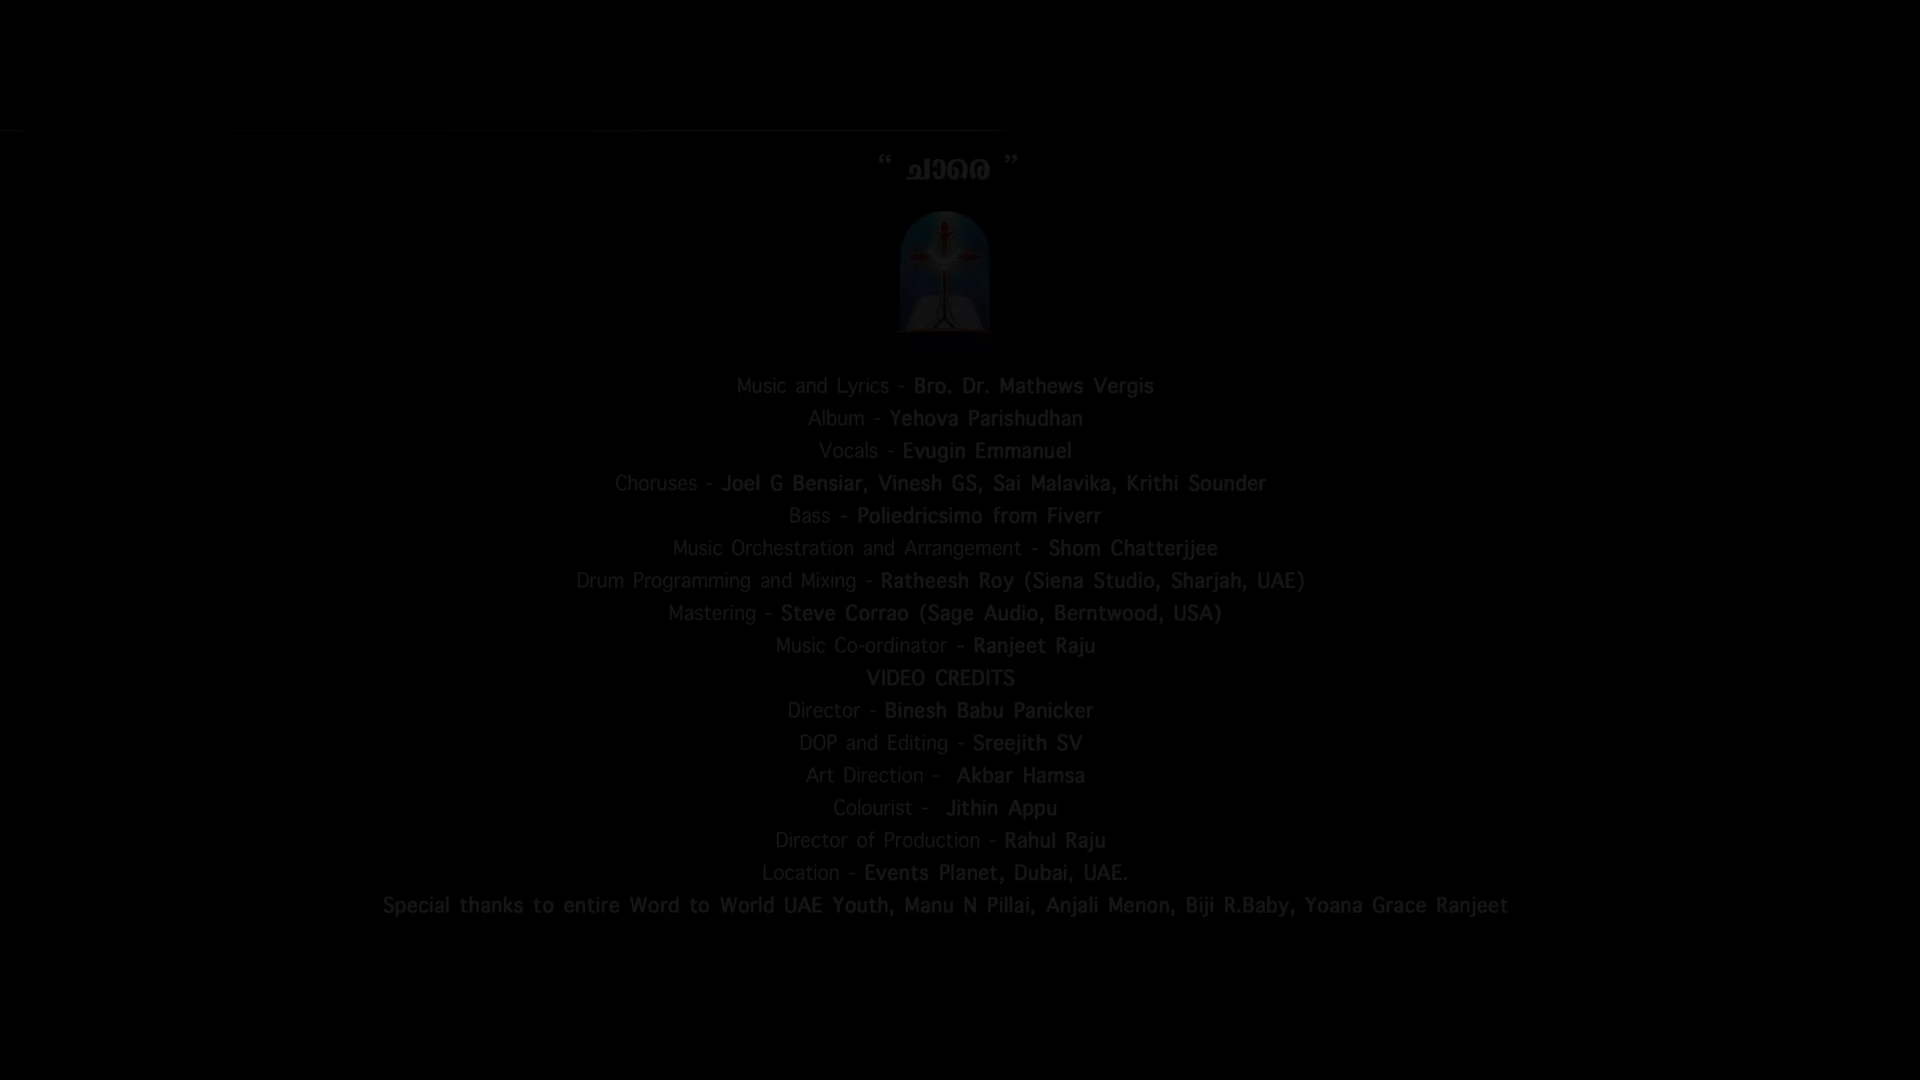 “ ചാരെ ”
Music and Lyrics - Bro. Dr. Mathews Vergis
Album - Yehova Parishudhan
Vocals - Evugin Emmanuel
Choruses - Joel G Bensiar, Vinesh GS, Sai Malavika, Krithi Sounder
Bass - Poliedricsimo from Fiverr
Music Orchestration and Arrangement - Shom Chatterjjee
Drum Programming and Mixing - Ratheesh Roy (Siena Studio, Sharjah, UAE)
Mastering - Steve Corrao (Sage Audio, Berntwood, USA)
Music Co-ordinator - Ranjeet Raju
VIDEO CREDITS
Director - Binesh Babu Panicker
DOP and Editing - Sreejith SV
Art Direction - Akbar Hamsa
Colourist - Jithin Appu
Director of Production - Rahul Raju
Location - Events Planet, Dubai, UAE.
Special thanks to entire Word to World UAE Youth, Manu N Pillai, Anjali Menon, Biji R.Baby, Yoana Grace Ranjeet